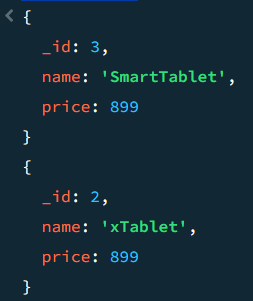 {
_id: 3,
name: 'SmartTablet',
price: 899
}
{
_id: 2,
name: 'xTablet',
price: 899
}